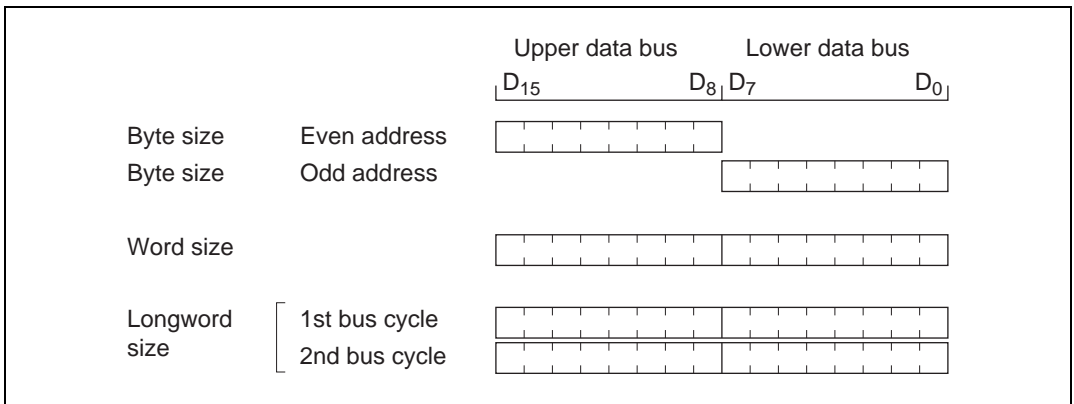 Upper data bus Lower data bus
D15 D8 D7 D0
Byte size Even address
Byte size Odd address
Word size
Longword size 1st bus cycle
2nd bus cycle